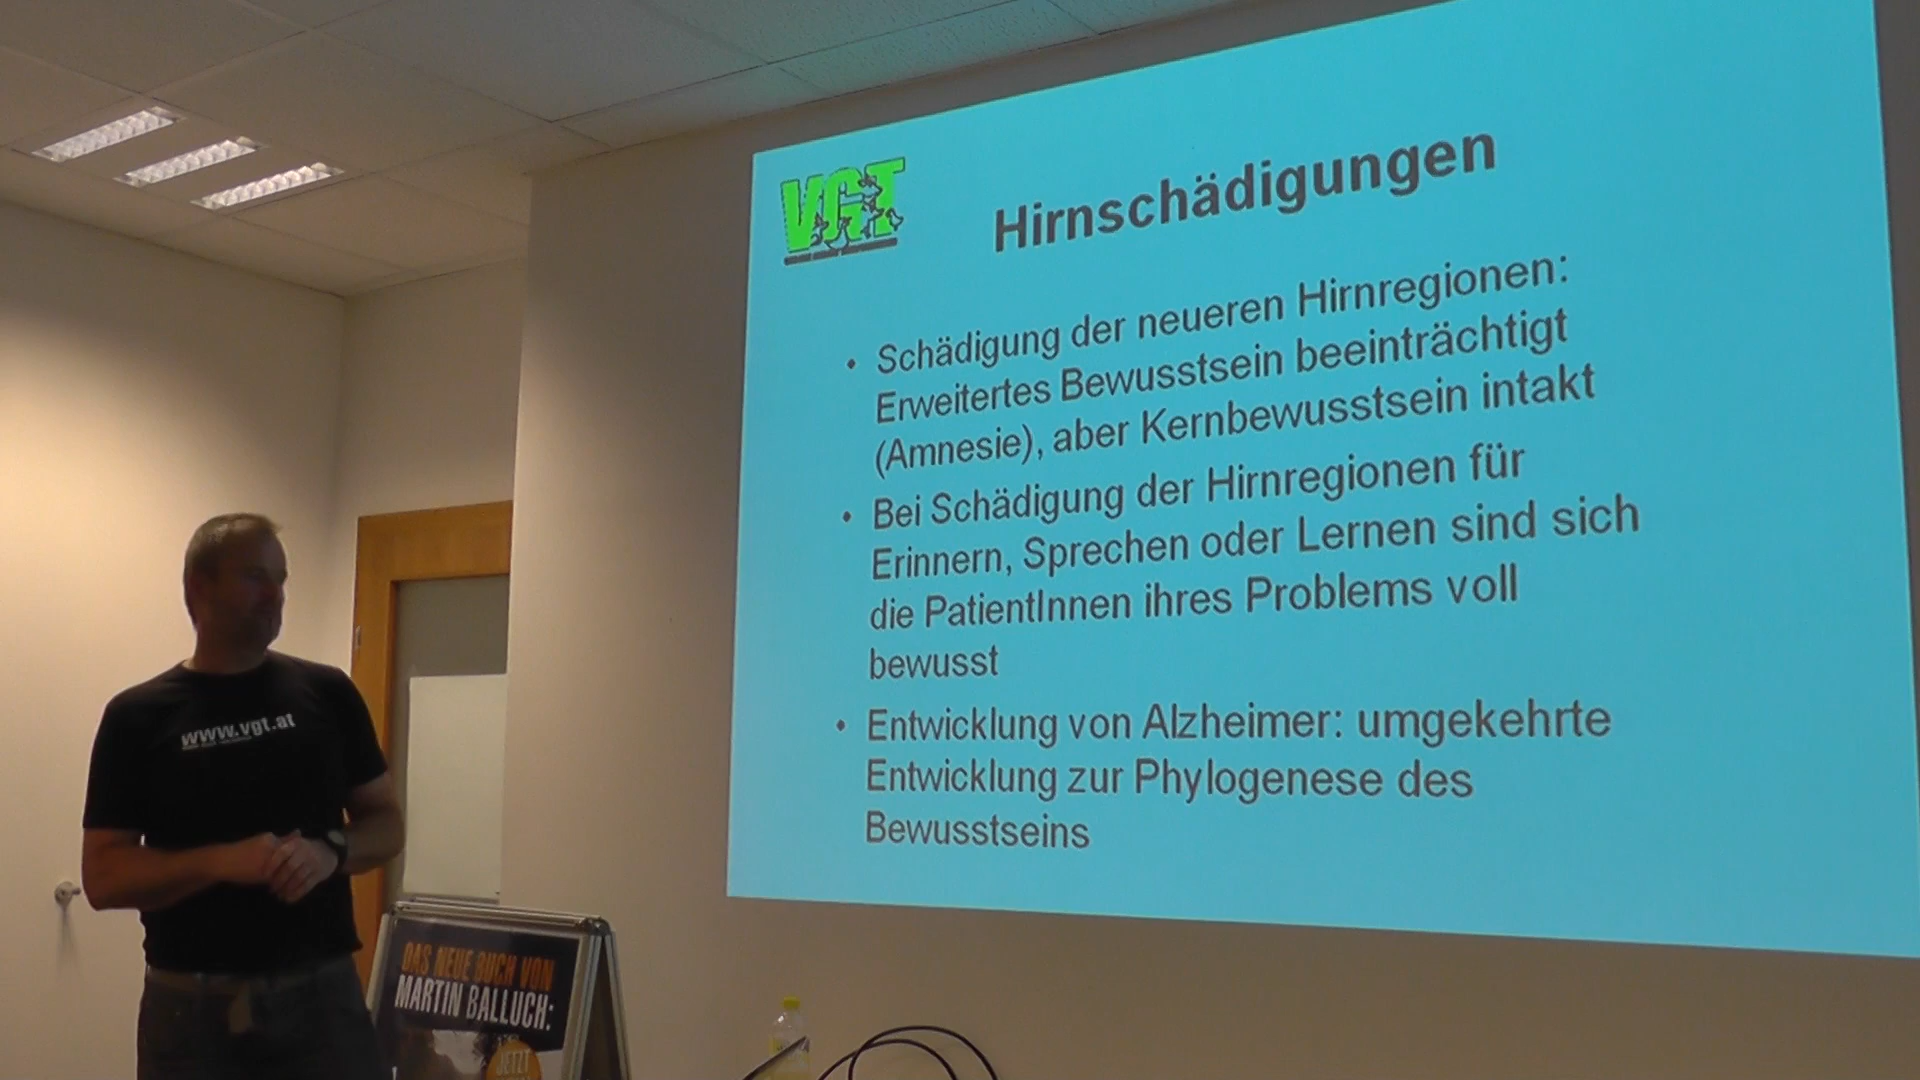 VGT
Hirnschädigungen
• Schädigung der neueren Hirnregionen:
Erweitertes Bewusstsein beeinträchtigt
(Amnesie), aber Kernbewusstsein intakt
• Bei Schädigung der Hirnregionen für
Erinnern, Sprechen oder Lernen sind sich
die PatientInnen ihres Problems voll
bewusst
• Entwicklung von Alzheimer: umgekehrte
Entwicklung zur Phylogenese des
Bewusstseins
www.vgt.at
DAS NEUE BUCH VON
MARTIN BALLUCH:
JETZT